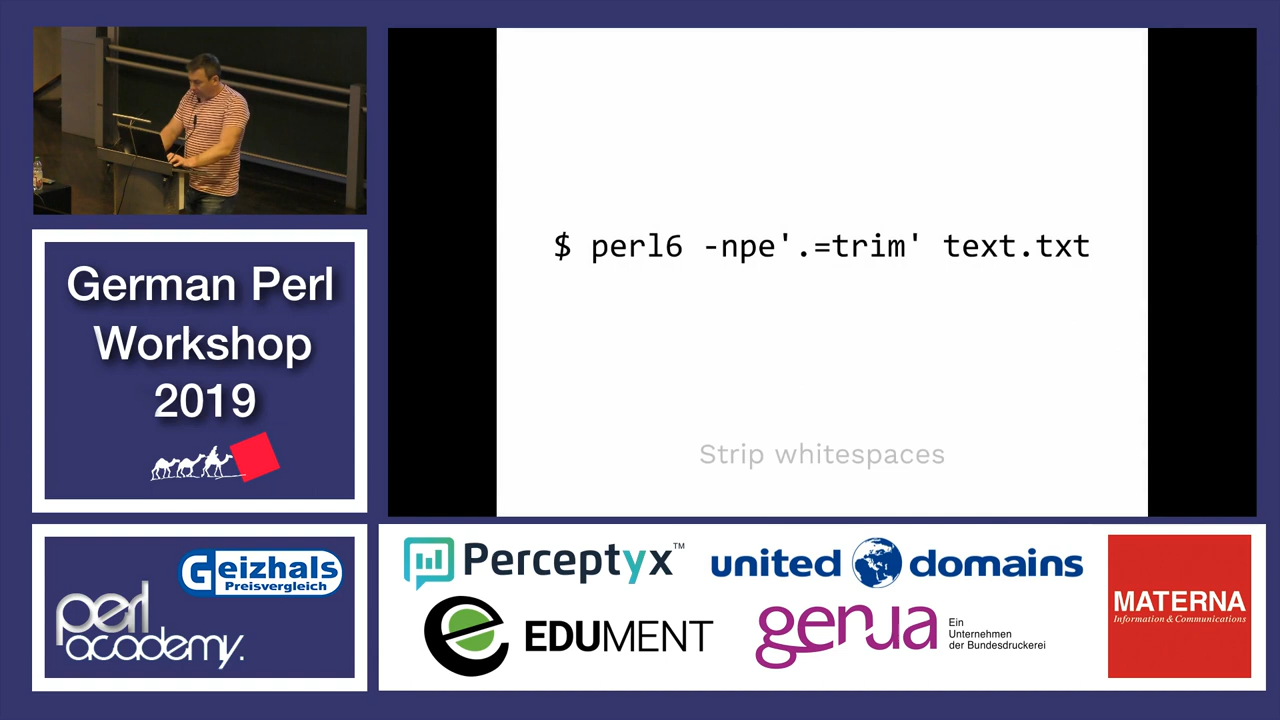 German Perl
Workshop
2019
$ perl6 -npe'.=trim' text.txt
Strip whitespaces
Geizhals
Preisvergleich
perl
academy.
Perceptyx™
united domains
EDUMENT
genua
Ein
Unternehmen
der Bundesdruckerei
MATERNA
Information & Communications